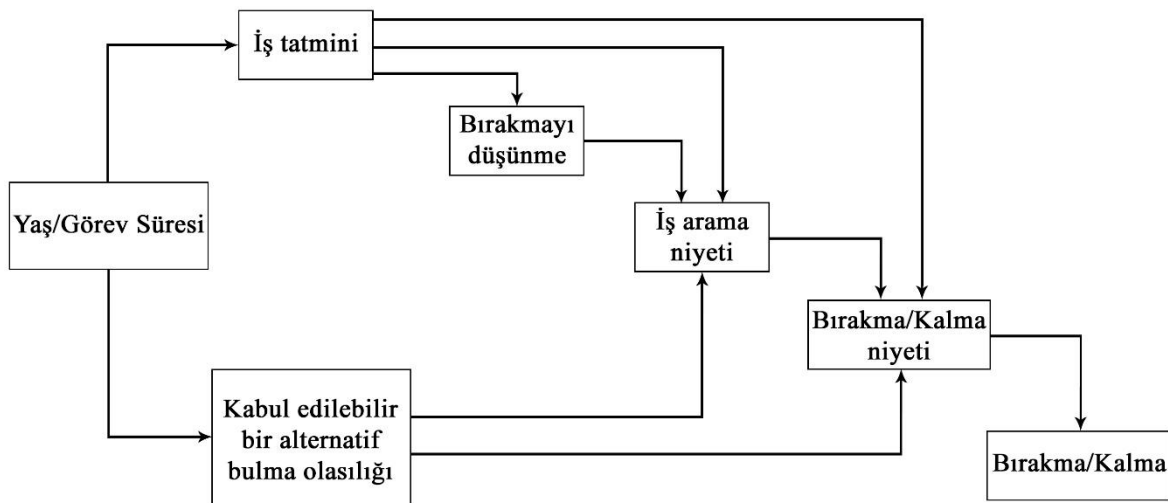 İş tatmini
Bırakmayı
düşünme
Yaş/Görev Süresi
İş arama
niyeti
Bırakma/Kalma
niyeti
Kabul edilebilir
bir alternatif
bulma olasılığı
Bırakma/Kalma